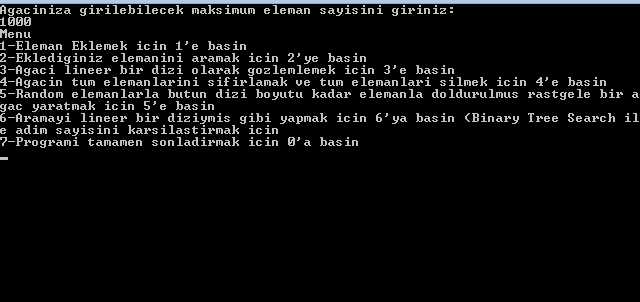 Agaciniza girilebilecek maksimum eleman sayisini giriniz:
1000
Menu
1-Eleman Eklemek icin 1'e basin
2-Eklediginiz elemanini aramak icin 2'ye basin
3-Agaci lineer bir dizi olarak gozlemlemek icin 3'e basin
4-Agacin tum elemanlarini sifirlamak ve tum elemanlari silmek icin 4'e basin
5-Random elemanlarla butun dizi boyutu kadar elemanla doldurulmus rastgele bir a
gac yaratmak icin 5'e basin
6-Aramayi lineer bir diziymis gibi yapmak icin 6'ya basin (Binary Tree Search il
e adim sayisini karsilastirmak icin
7-Programi tamamen sonladirmak icin 0'a basin